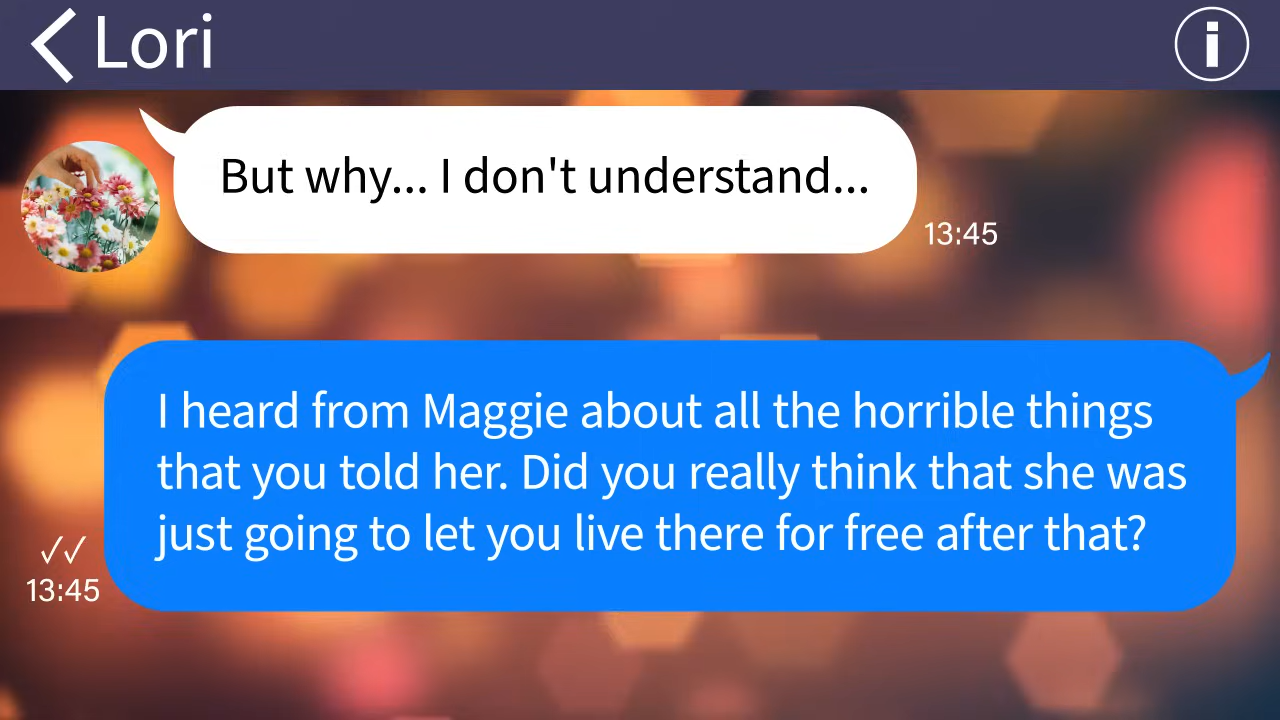 Lori
But why... I don't understand...
13:45
I heard from Maggie about all the horrible things
that you told her. Did you really think that she was
just going to let you live there for free after that?
13:45